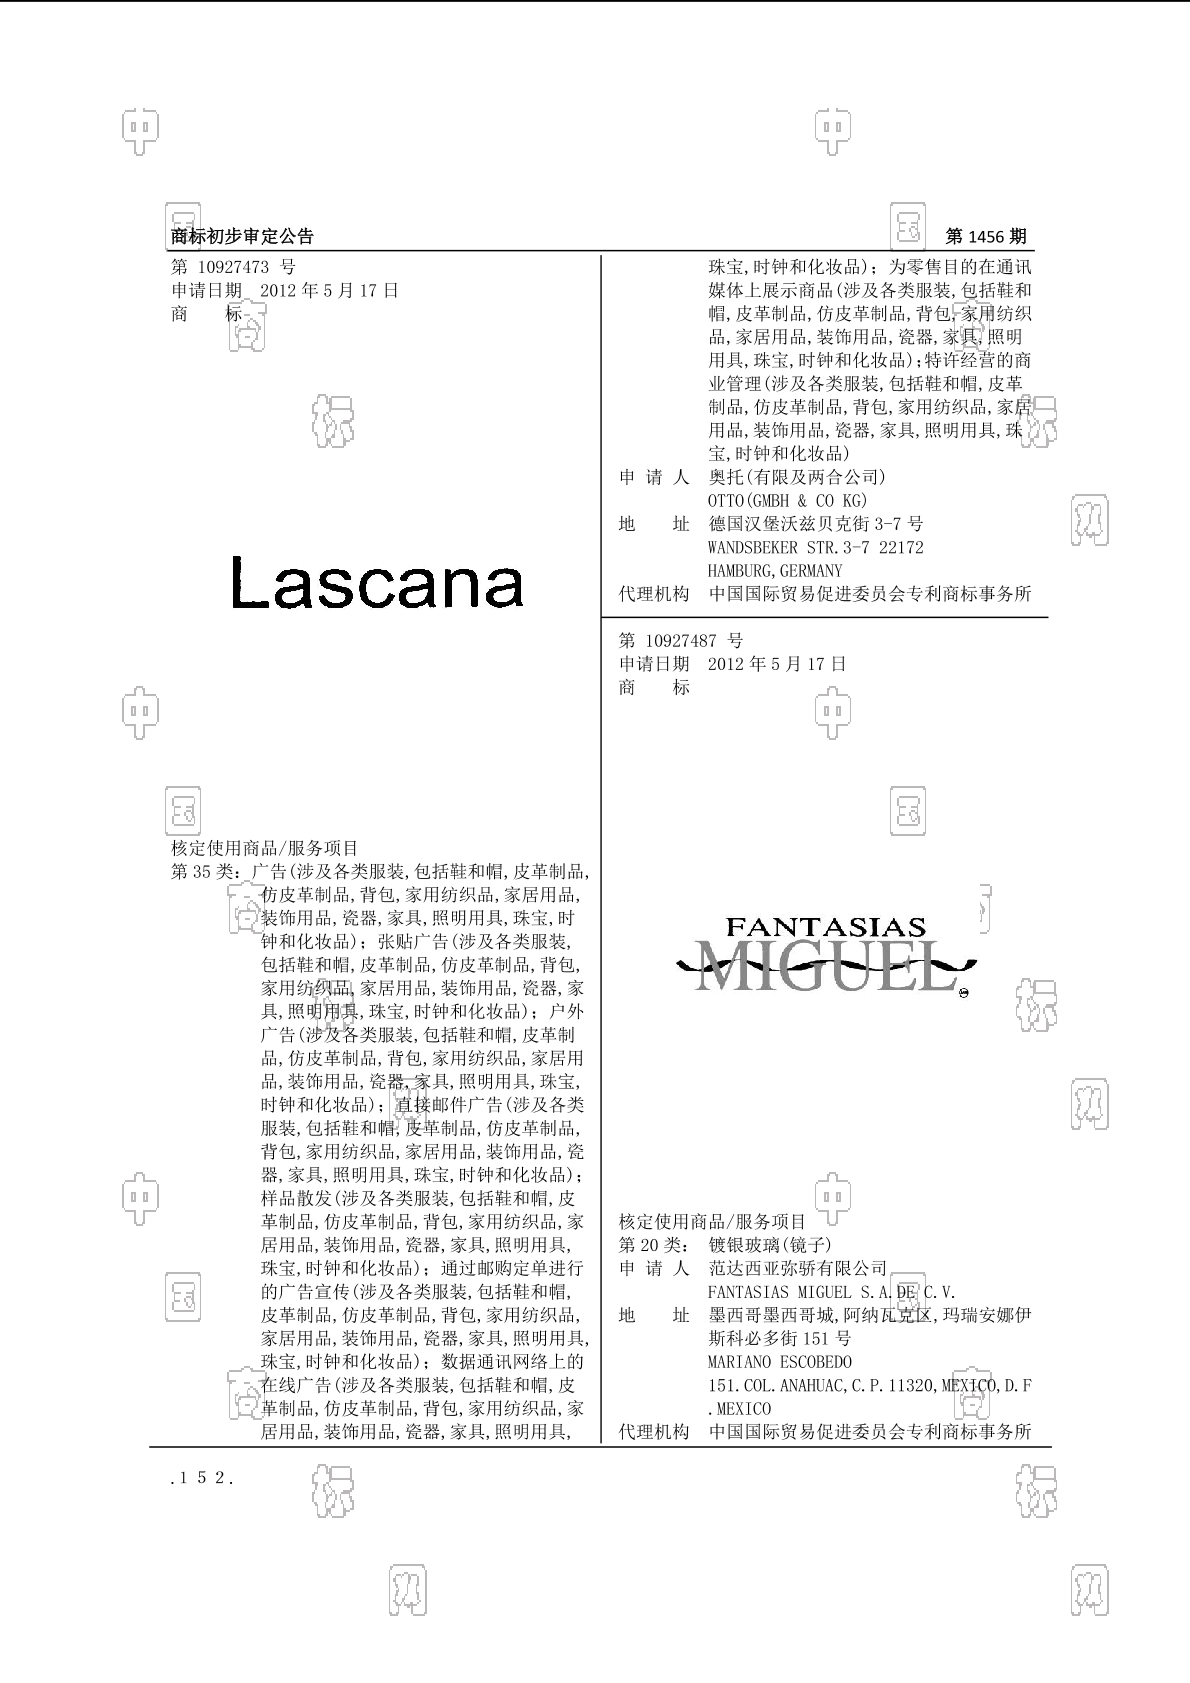 商标初步审定公告
第 1456 期
第 10927473 号
申请日期 2012 年 5 月 17 日
商 标
Lascana
核定使用商品/服务项目
第 35 类: 广告(涉及各类服装,包括鞋和帽,皮革制品,
仿皮革制品,背包,家用纺织品,家居用品,
装饰用品,瓷器,家具,照明用具,珠宝,时
钟和化妆品); 张贴广告(涉及各类服装,
包括鞋和帽,皮革制品,仿皮革制品,背包,
家用纺织品,家居用品,装饰用品,瓷器,家
具,照明用具,珠宝,时钟和化妆品); 户外
广告(涉及各类服装,包括鞋和帽,皮革制
品,仿皮革制品,背包,家用纺织品,家居用
品,装饰用品,瓷器,家具,照明用具,珠宝,
时钟和化妆品); 直接邮件广告(涉及各类
服装,包括鞋和帽,皮革制品,仿皮革制品,
背包,家用纺织品,家居用品,装饰用品,瓷
器,家具,照明用具,珠宝,时钟和化妆品);
样品散发(涉及各类服装,包括鞋和帽,皮
革制品,仿皮革制品,背包,家用纺织品,家
居用品,装饰用品,瓷器,家具,照明用具,
珠宝,时钟和化妆品); 通过邮购定单进行
的广告宣传(涉及各类服装,包括鞋和帽,
皮革制品,仿皮革制品,背包,家用纺织品,
家居用品,装饰用品,瓷器,家具,照明用具,
珠宝,时钟和化妆品); 数据通讯网络上的
在线广告(涉及各类服装,包括鞋和帽,皮
革制品,仿皮革制品,背包,家用纺织品,家
居用品,装饰用品,瓷器,家具,照明用具,
珠宝,时钟和化妆品); 为零售目的在通讯
媒体上展示商品(涉及各类服装,包括鞋和
帽,皮革制品,仿皮革制品,背包,家用纺织
品,家居用品,装饰用品,瓷器,家具,照明
用具,珠宝,时钟和化妆品);特许经营的商
业管理(涉及各类服装,包括鞋和帽,皮革
制品,仿皮革制品,背包,家用纺织品,家居
用品,装饰用品,瓷器,家具,照明用具,珠
宝,时钟和化妆品)
申 请 人 奥托(有限及两合公司)
OTTO(GMBH & CO KG)
地 址 德国汉堡沃兹贝克街 3-7 号
WANDSBEKER STR.3-7 22172
HAMBURG,GERMANY
代理机构 中国国际贸易促进委员会专利商标事务所
第 10927487 号
申请日期 2012 年 5 月 17 日
商 标
FANTASIAS
MIGUEL
核定使用商品/服务项目
第 20 类: 镀银玻璃(镜子)
申 请 人 范达西亚弥骄有限公司
FANTASIAS MIGUEL S.A.DE C.V.
地 址 墨西哥墨西哥城,阿纳瓦克区,玛瑞安娜伊
斯科必多街 151 号
MARIANO ESCOBEDO
151.COL.ANAHUAC,C.P.11320,MEXICO,D.F
.MEXICO
代理机构 中国国际贸易促进委员会专利商标事务所
.152.